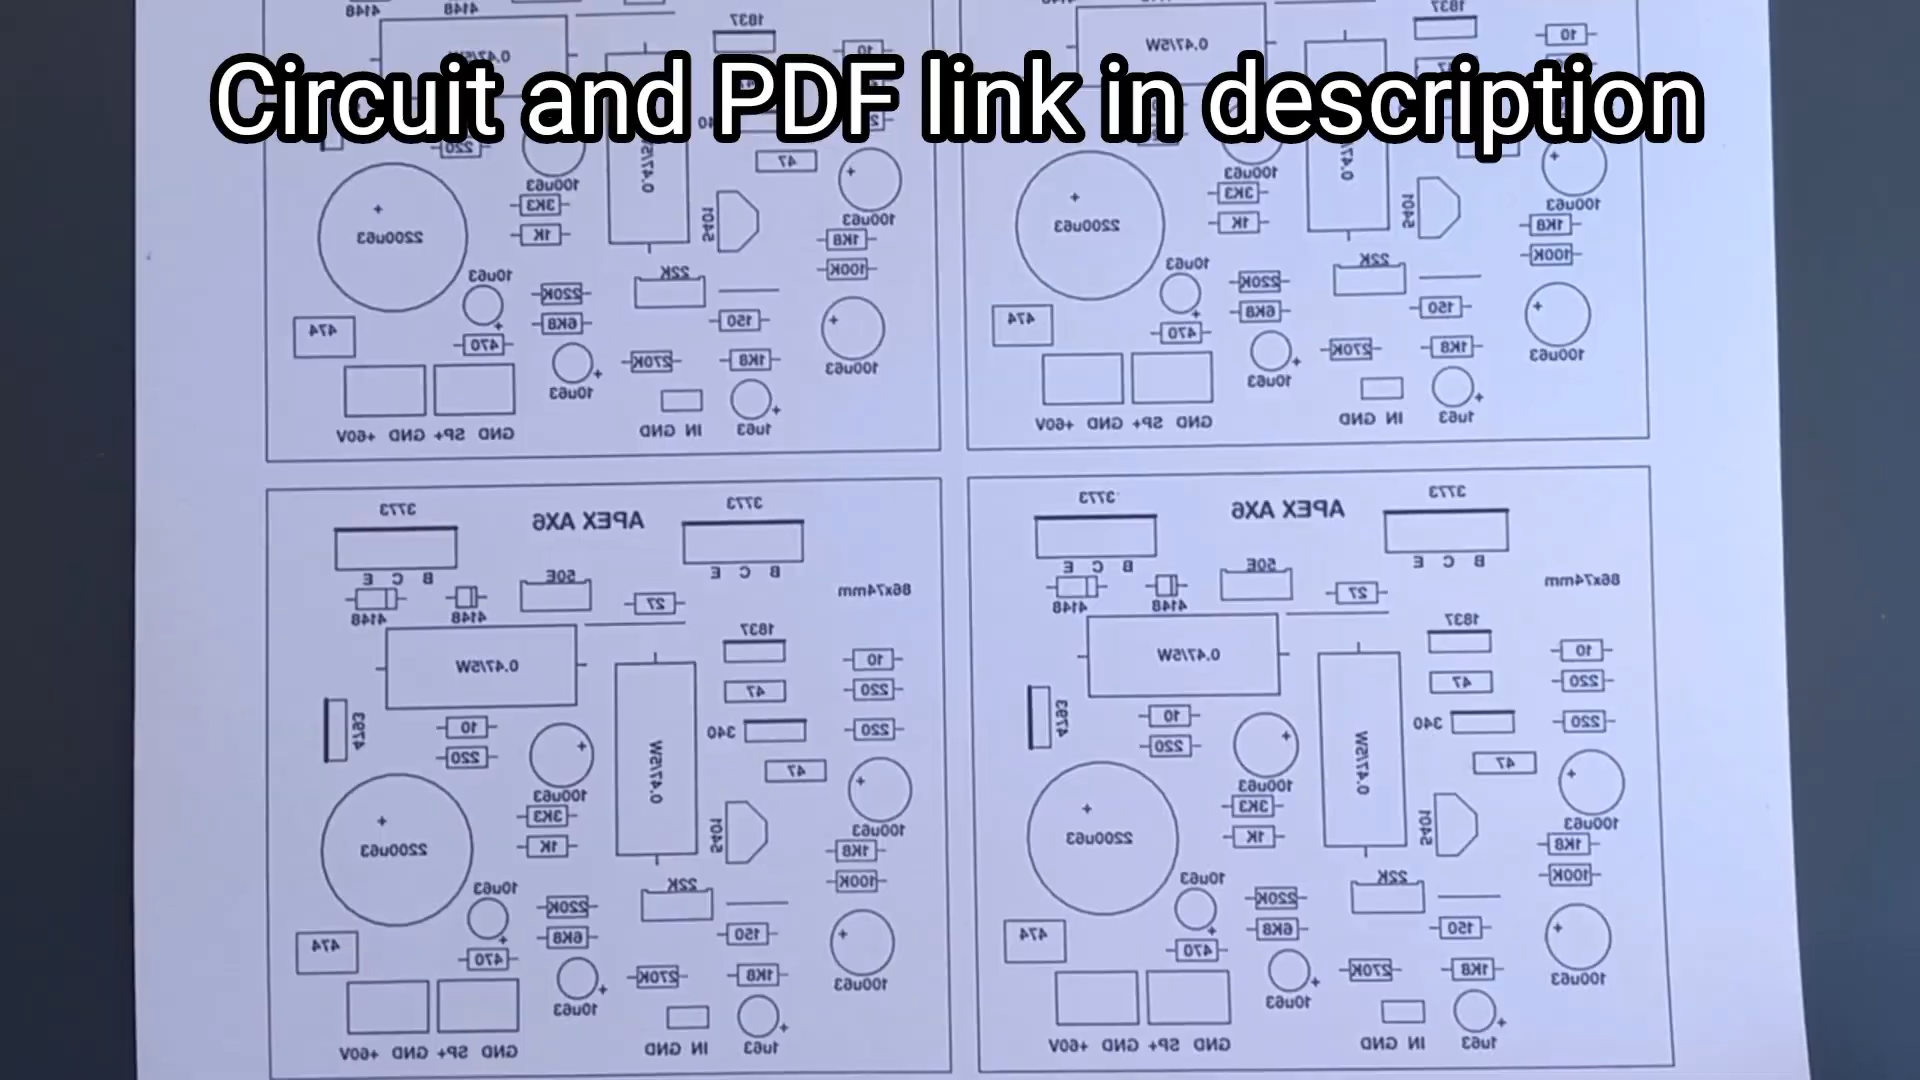 4148 4148
1837 1837
0.47/5W 10
Circuit and PDF link in description
220 47
100u63 0.47/5W 100u63
3K3 5401 100u63 3K3 5401 100u63
2200u63 1K 1K8 2200u63 1K 1K8
100K 100K
10u63 22K 10u63 22K
220K 220K
474 6K8 150 474 6K8 150
470 270K 1K8 100u63 470 270K 1K8 100u63
10u63 10u63
+60V GND SP+ GND GND IN 1u63 +60V GND SP+ GND GND IN 1u63
3773 APEX AX6 3773
E C B 50E E C B
4148 4148 27 86x74mm
1837
0.47/5W 10
47 220
4793 10 340 220
220 0.47/5W 47
100u63 100u63
3K3 5401
2200u63 1K 1K8
100K
10u63 22K
220K
474 6K8 150
470 270K 1K8 100u63
10u63
+60V GND SP+ GND GND IN 1u63
3773 APEX AX6 3773
E C B 50E E C B
4148 4148 27 86x74mm
1837
0.47/5W 10
47 220
4793 10 340 220
220 0.47/5W 47
100u63 100u63
3K3 5401
2200u63 1K 1K8
100K
10u63 22K
220K
474 6K8 150
470 270K 1K8 100u63
10u63
+60V GND SP+ GND GND IN 1u63